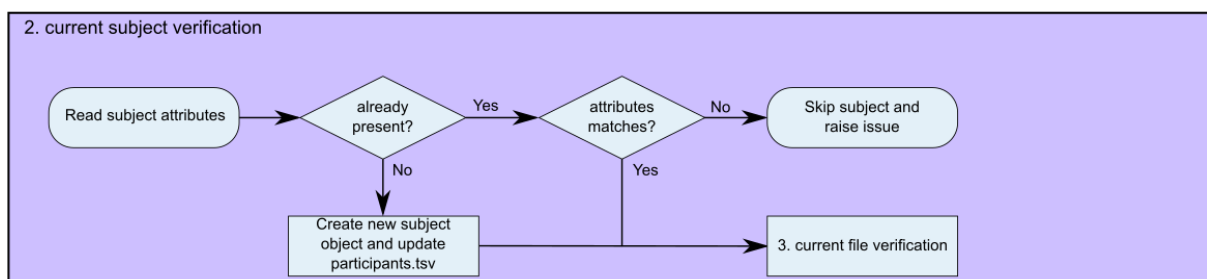 2. current subject verification
Read subject attributes
already
present?
Yes
attributes
matches?
No
Skip subject and
raise issue
No
Yes
Create new subject
object and update
participants.tsv
3. current file verification